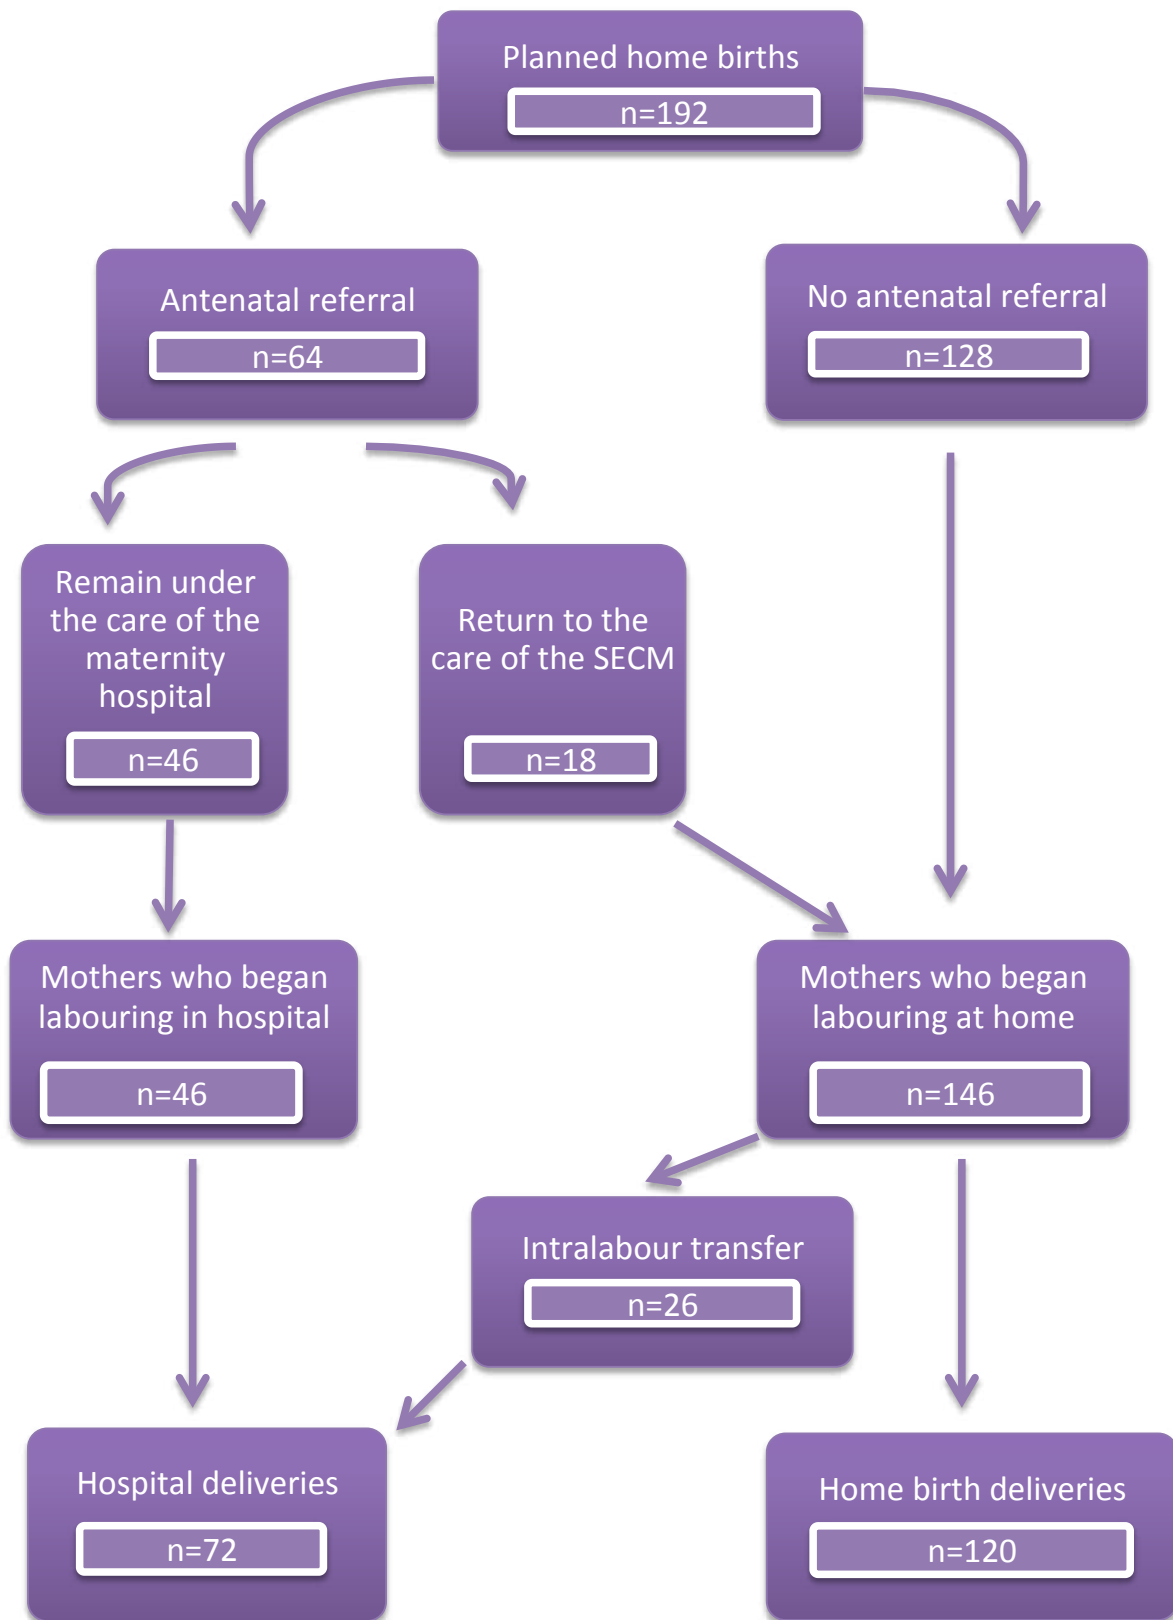 Planned home births
n=192
Antenatal referral
n=64
No antenatal referral
n=128
Remain under
the care of the
maternity
hospital
n=46
Return to the
care of the SECM
n=18
Mothers who began
labouring in hospital
n=46
Mothers who began
labouring at home
n=146
Intralabour transfer
n=26
Hospital deliveries
n=72
Home birth deliveries
n=120